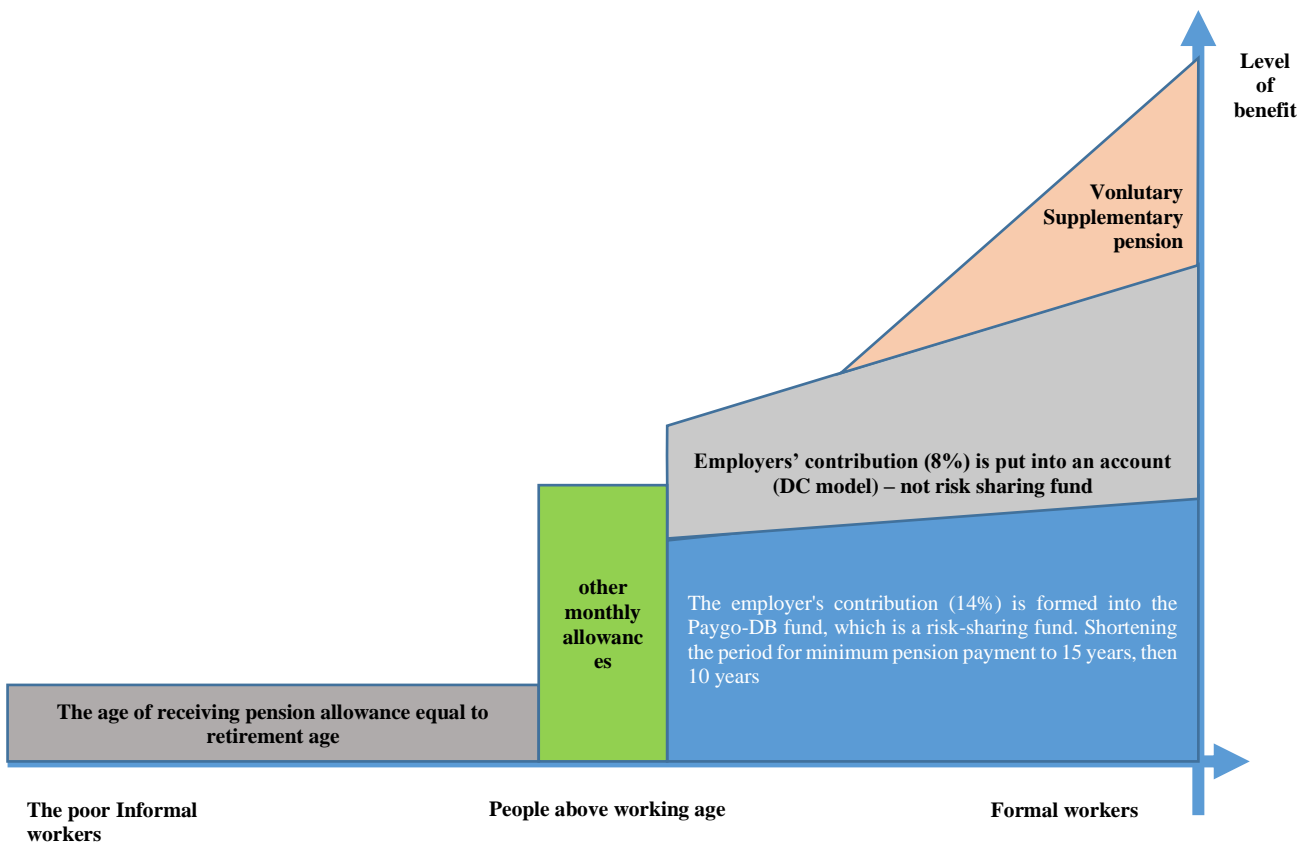 Level
of
benefit
Vonlutary
Supplementary
pension
Employers’ contribution (8%) is put into an account
(DC model) – not risk sharing fund
other
monthly
allowanc
es
The employer's contribution (14%) is formed into the
Paygo-DB fund, which is a risk-sharing fund. Shortening
the period for minimum pension payment to 15 years, then
10 years
The age of receiving pension allowance equal to
retirement age
The poor Informal
workers
People above working age
Formal workers